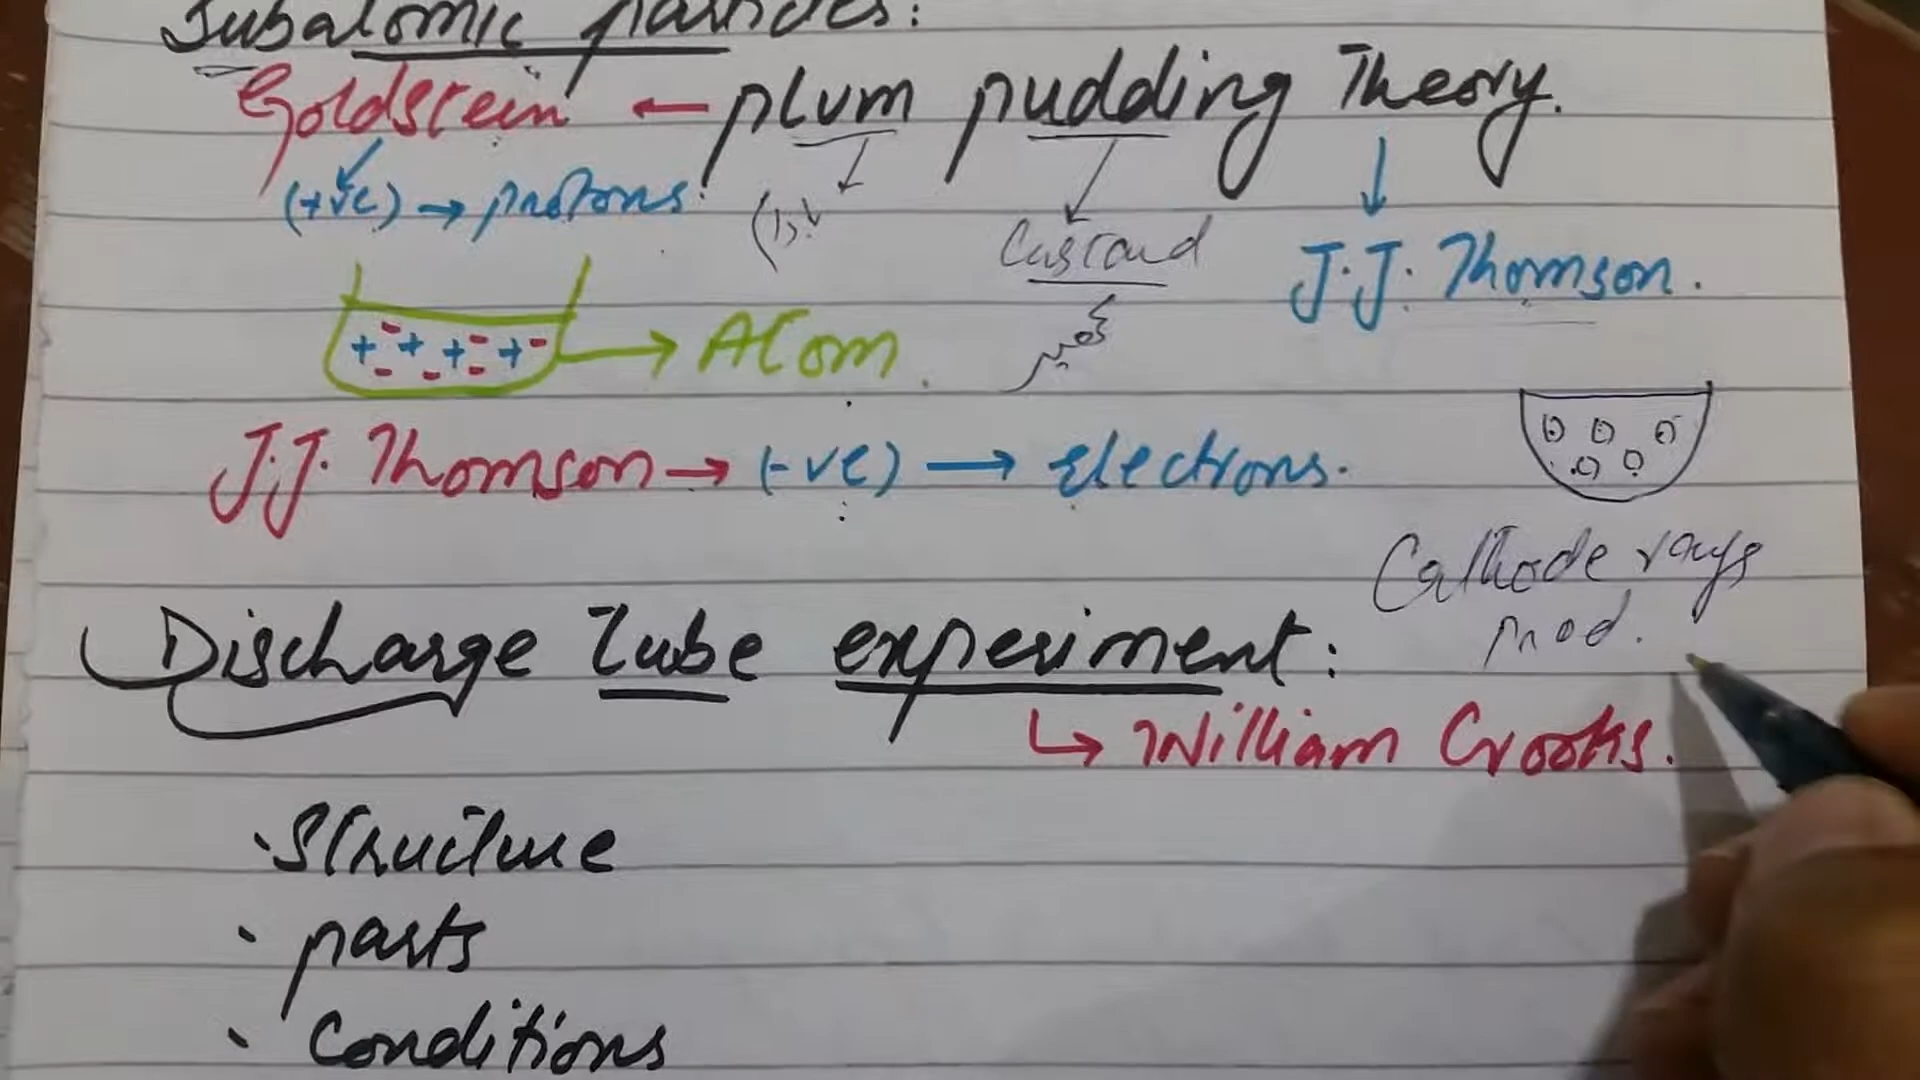 Subatomic particles:
Goldstein ← plum pudding Theory.
(+ve) → protons.
Custard
J.J. Thomson.
+ - + + - + -
- - -
→ Atom.
J.J. Thomson → (-ve) → electrons.
Cathode rays
prod.
Discharge Tube experiment:
↳ William Crooks.
· Structure
· parts
· Conditions